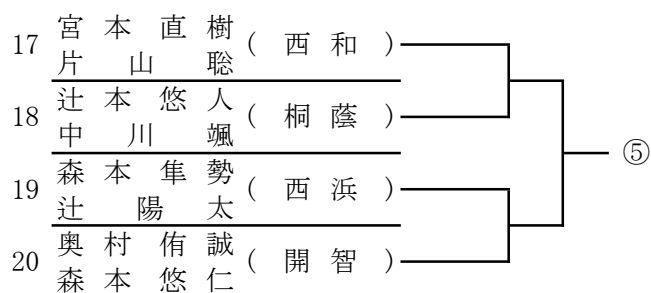 宮本直樹
17 (西和)
片山聡
辻本悠人
18 (桐蔭)
中川颯
⑤
森本隼勢
19 (西浜)
辻陽太
奥村侑誠
20 (開智)
森本悠仁